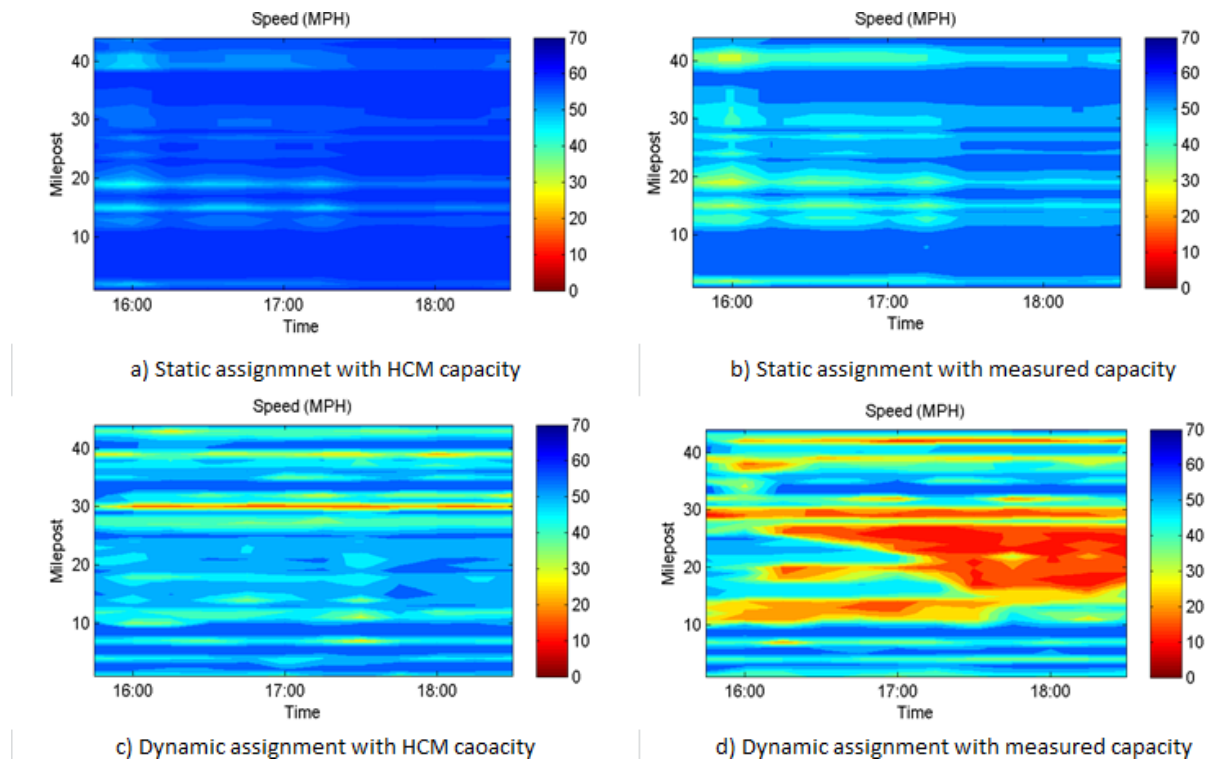 Speed (MPH)
Milepost
40
30
20
10
16:00 17:00 18:00
Time
70
60
50
40
30
20
10
0
a) Static assignmnet with HCM capacity
Speed (MPH)
Milepost
40
30
20
10
16:00 17:00 18:00
Time
70
60
50
40
30
20
10
0
b) Static assignment with measured capacity
Speed (MPH)
Milepost
40
30
20
10
16:00 17:00 18:00
Time
70
60
50
40
30
20
10
0
c) Dynamic assignment with HCM caoacity
Speed (MPH)
Milepost
40
30
20
10
16:00 17:00 18:00
Time
70
60
50
40
30
20
10
0
d) Dynamic assignment with measured capacity